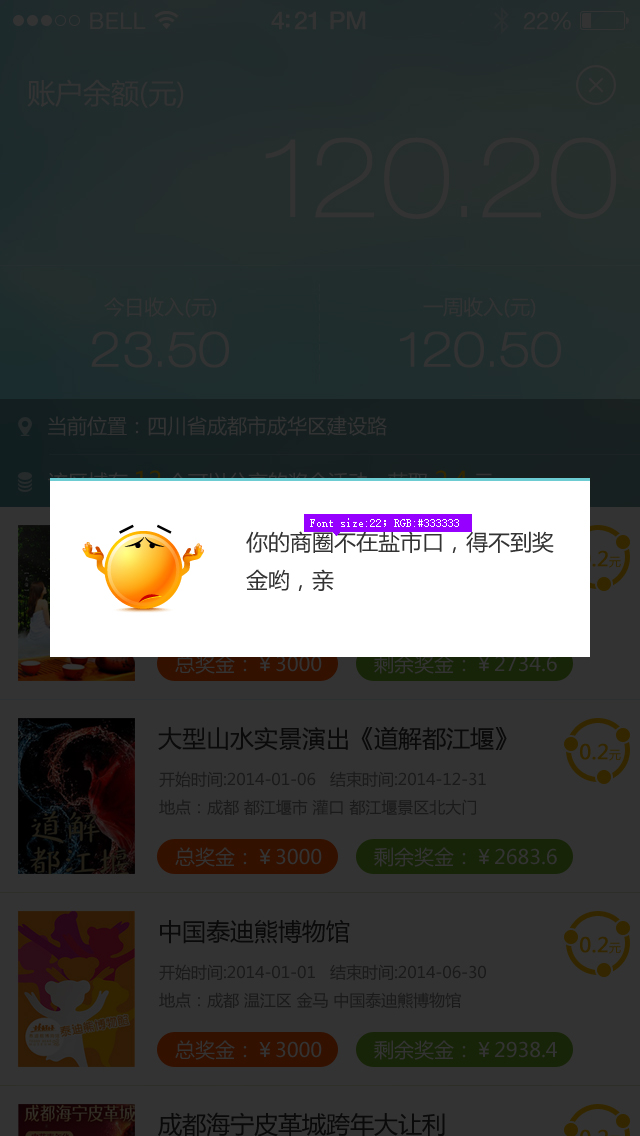 BELL 4:21 PM 22%
账户余额(元)
120.20
今日收入(元) 一周收入(元)
23.50 120.50
当前位置：四川省成都市成华区建设路
Font size:22; RGB:#333333
你的商圈不在盐市口，得不到奖
金哟，亲
.2元
总奖金：￥3000 剩余奖金：￥2734.6
大型山水实景演出《道解都江堰》
0.2元
开始时间:2014-01-06 结束时间:2014-12-31
地点：成都 都江堰市 灌口 都江堰景区北大门
道解
都江堰
总奖金：￥3000 剩余奖金：￥2683.6
中国泰迪熊博物馆
0.2元
开始时间:2014-01-01 结束时间:2014-06-30
地点：成都 温江区 金马 中国泰迪熊博物馆
泰迪熊博物馆
总奖金：￥3000 剩余奖金：￥2938.4
成都海宁皮革城
成都海宁皮革城跨年大让利